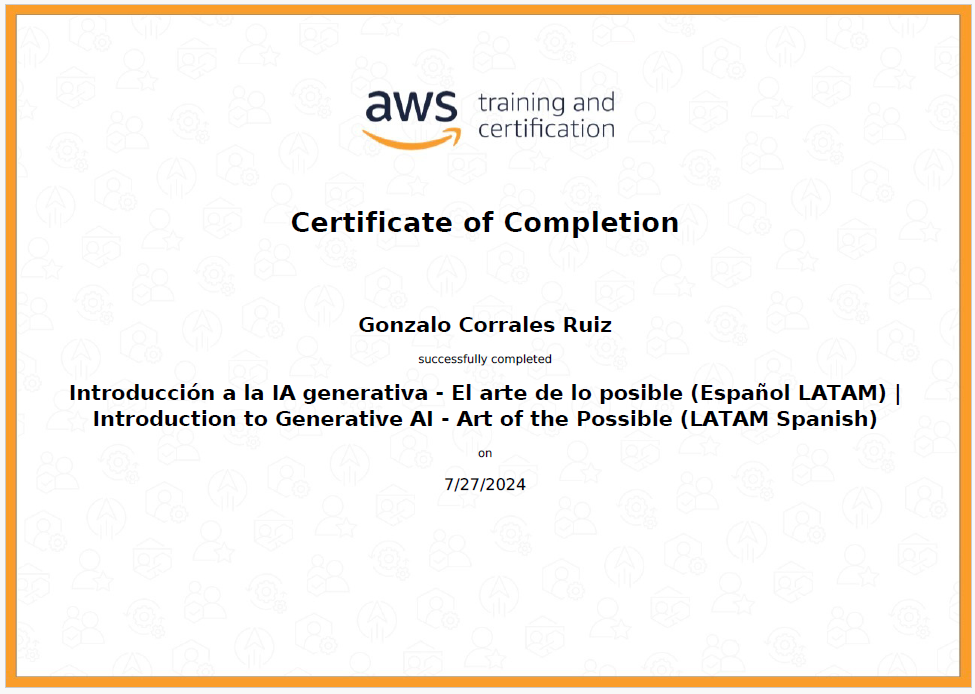 aws training and
certification
Certificate of Completion
Gonzalo Corrales Ruiz
successfully completed
Introducción a la IA generativa - El arte de lo posible (Español LATAM) |
Introduction to Generative AI - Art of the Possible (LATAM Spanish)
on
7/27/2024